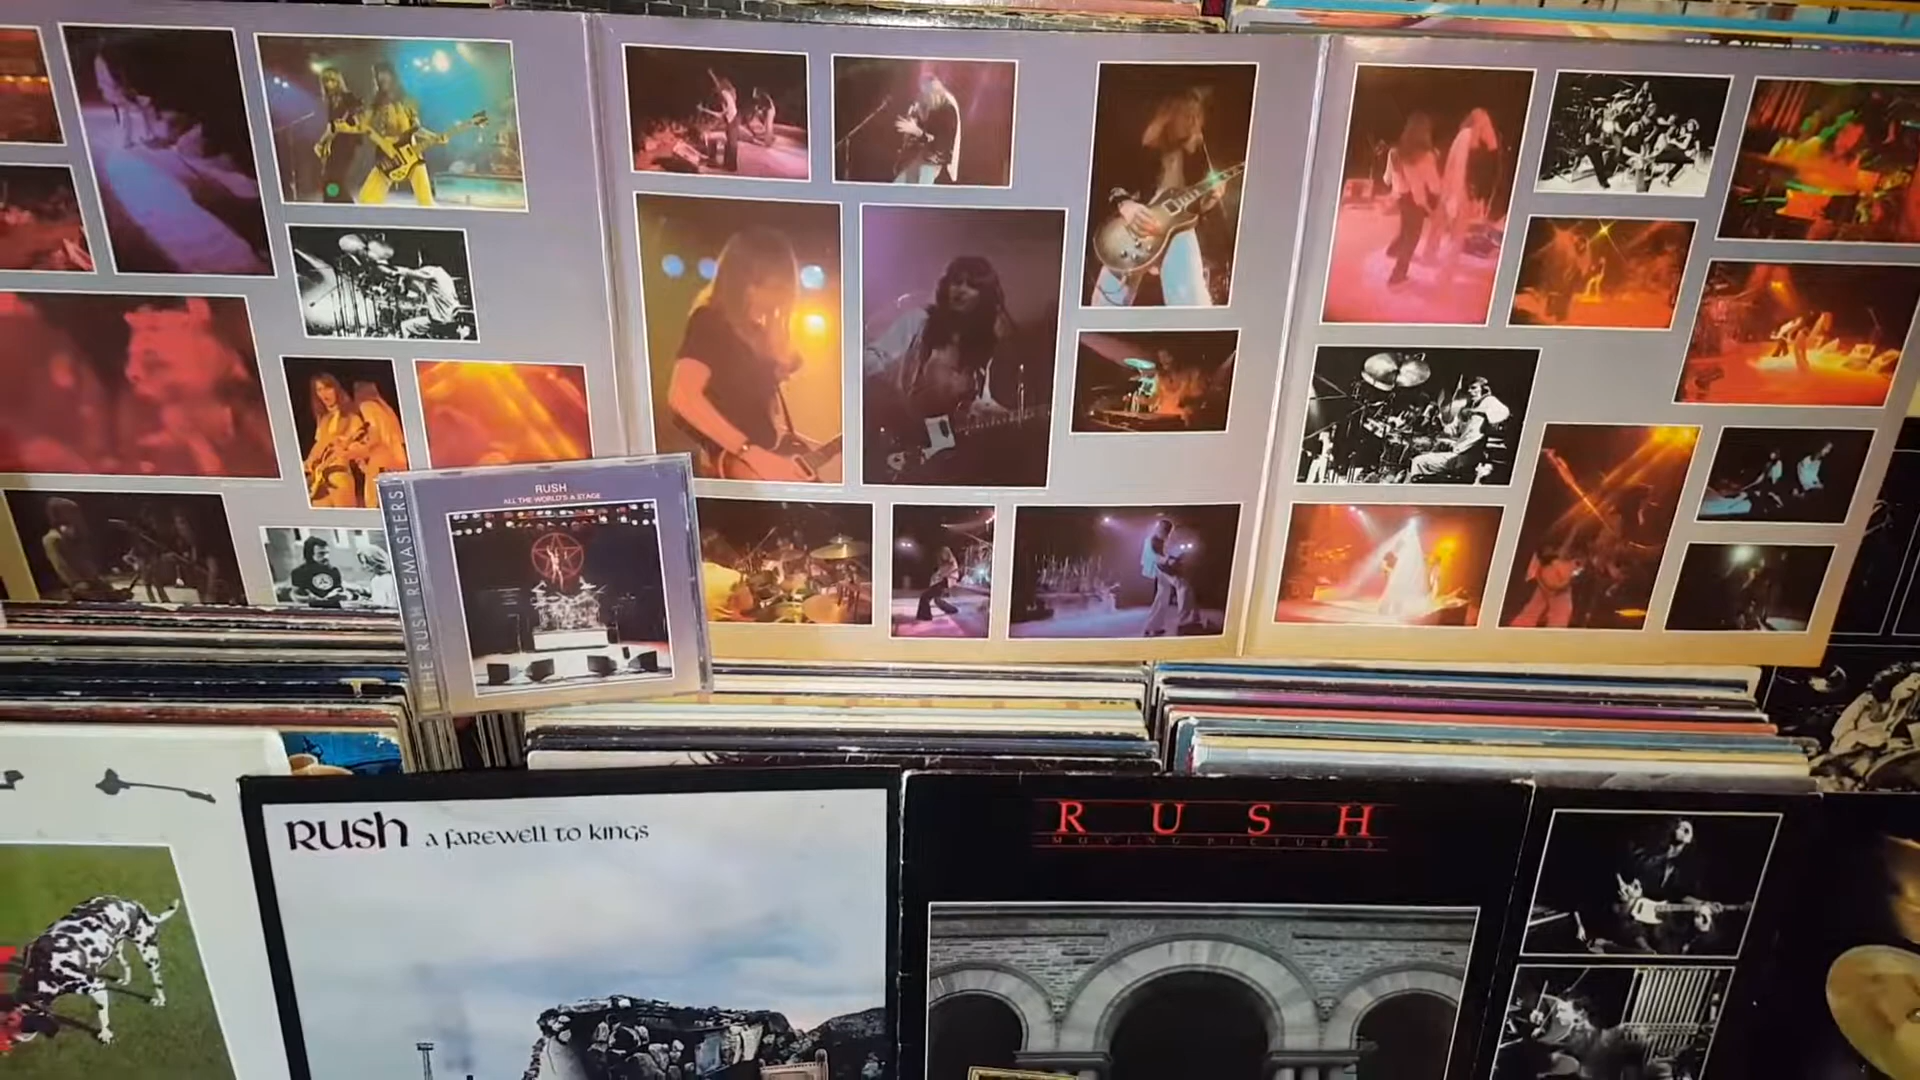 RUSH
ALL THE WORLD'S A STAGE
THE RUSH REMASTERS
Rush a farewell to kings
RUSH
MOVING PICTURES